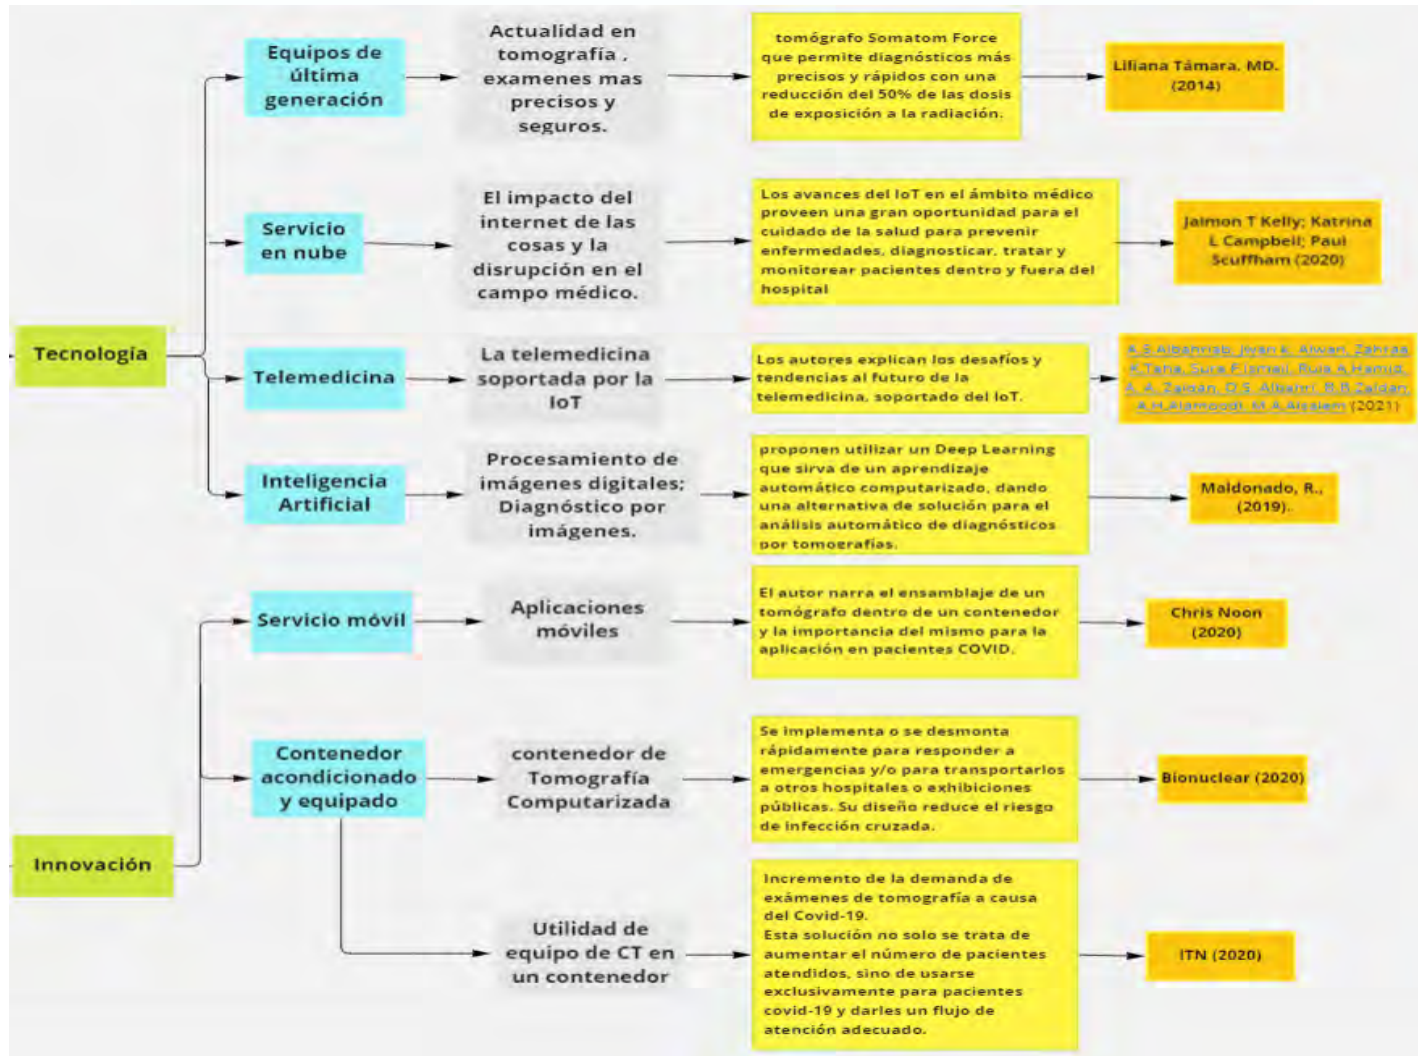 Tecnología
Equipos de
última
generación
Actualidad en
tomografía ,
examenes mas
precisos y
seguros.
tomógrafo Somatom Force
que permite diagnósticos más
precisos y rápidos con una
reducción del 50% de las dosis
de exposición a la radiación.
Liliana Támara, MD.
(2014)
Servicio
en nube
El impacto del
internet de las
cosas y la
disrupción en el
campo médico.
Los avances del IoT en el ámbito médico
proveen una gran oportunidad para el
cuidado de la salud para prevenir
enfermedades, diagnosticar, tratar y
monitorear pacientes dentro y fuera del
hospital
Jaimon T Kelly; Katrina
L Campbell; Paul
Scuffham (2020)
Telemedicina
La telemedicina
soportada por la
IoT
Los autores explican los desafíos y
tendencias al futuro de la
telemedicina, soportado del IoT.
(2021)
Inteligencia
Artificial
Procesamiento de
imágenes digitales;
Diagnóstico por
imágenes.
proponen utilizar un Deep Learning
que sirva de un aprendizaje
automático computarizado, dando
una alternativa de solución para el
análisis automático de diagnósticos
por tomografías.
Maldonado, R.,
(2019).
Innovación
Servicio móvil
Aplicaciones
móviles
El autor narra el ensamblaje de un
tomógrafo dentro de un contenedor
y la importancia del mismo para la
aplicación en pacientes COVID.
Chris Noon
(2020)
Contenedor
acondicionado
y equipado
contenedor de
Tomografía
Computarizada
Se implementa o se desmonta
rápidamente para responder a
emergencias y/o para transportarlos
a otros hospitales o exhibiciones
públicas. Su diseño reduce el riesgo
de infección cruzada.
Bionuclear (2020)
Utilidad de
equipo de CT en
un contenedor
Incremento de la demanda de
exámenes de tomografía a causa
del Covid-19.
Esta solución no solo se trata de
aumentar el número de pacientes
atendidos, sino de usarse
exclusivamente para pacientes
covid-19 y darles un flujo de
atención adecuado.
ITN (2020)